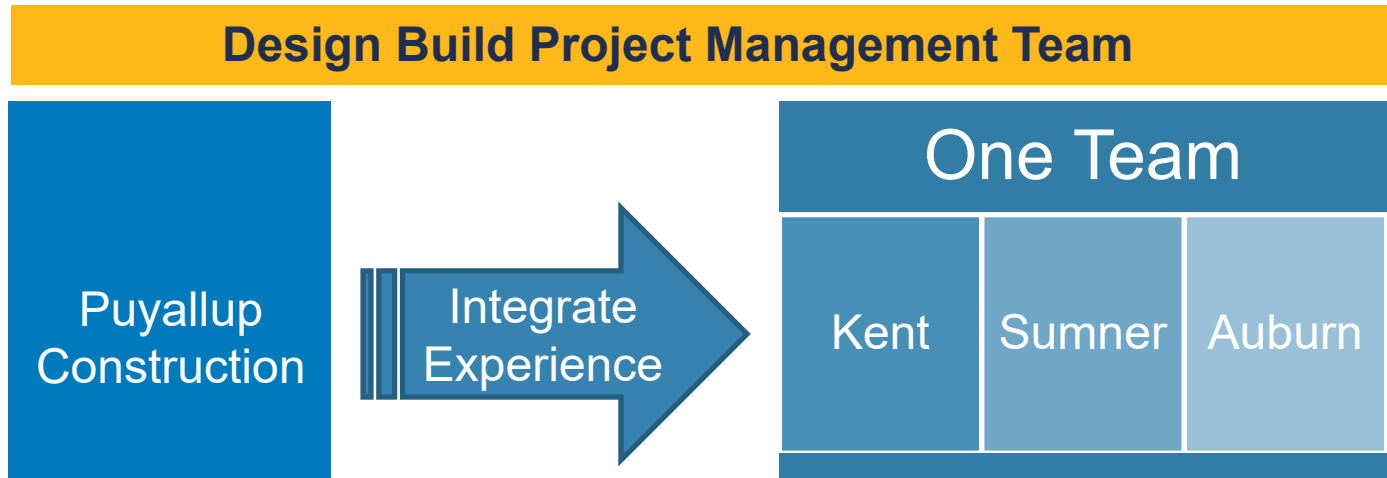 Design Build Project Management Team
Puyallup
Construction
Integrate
Experience
One Team
Kent
Sumner
Auburn